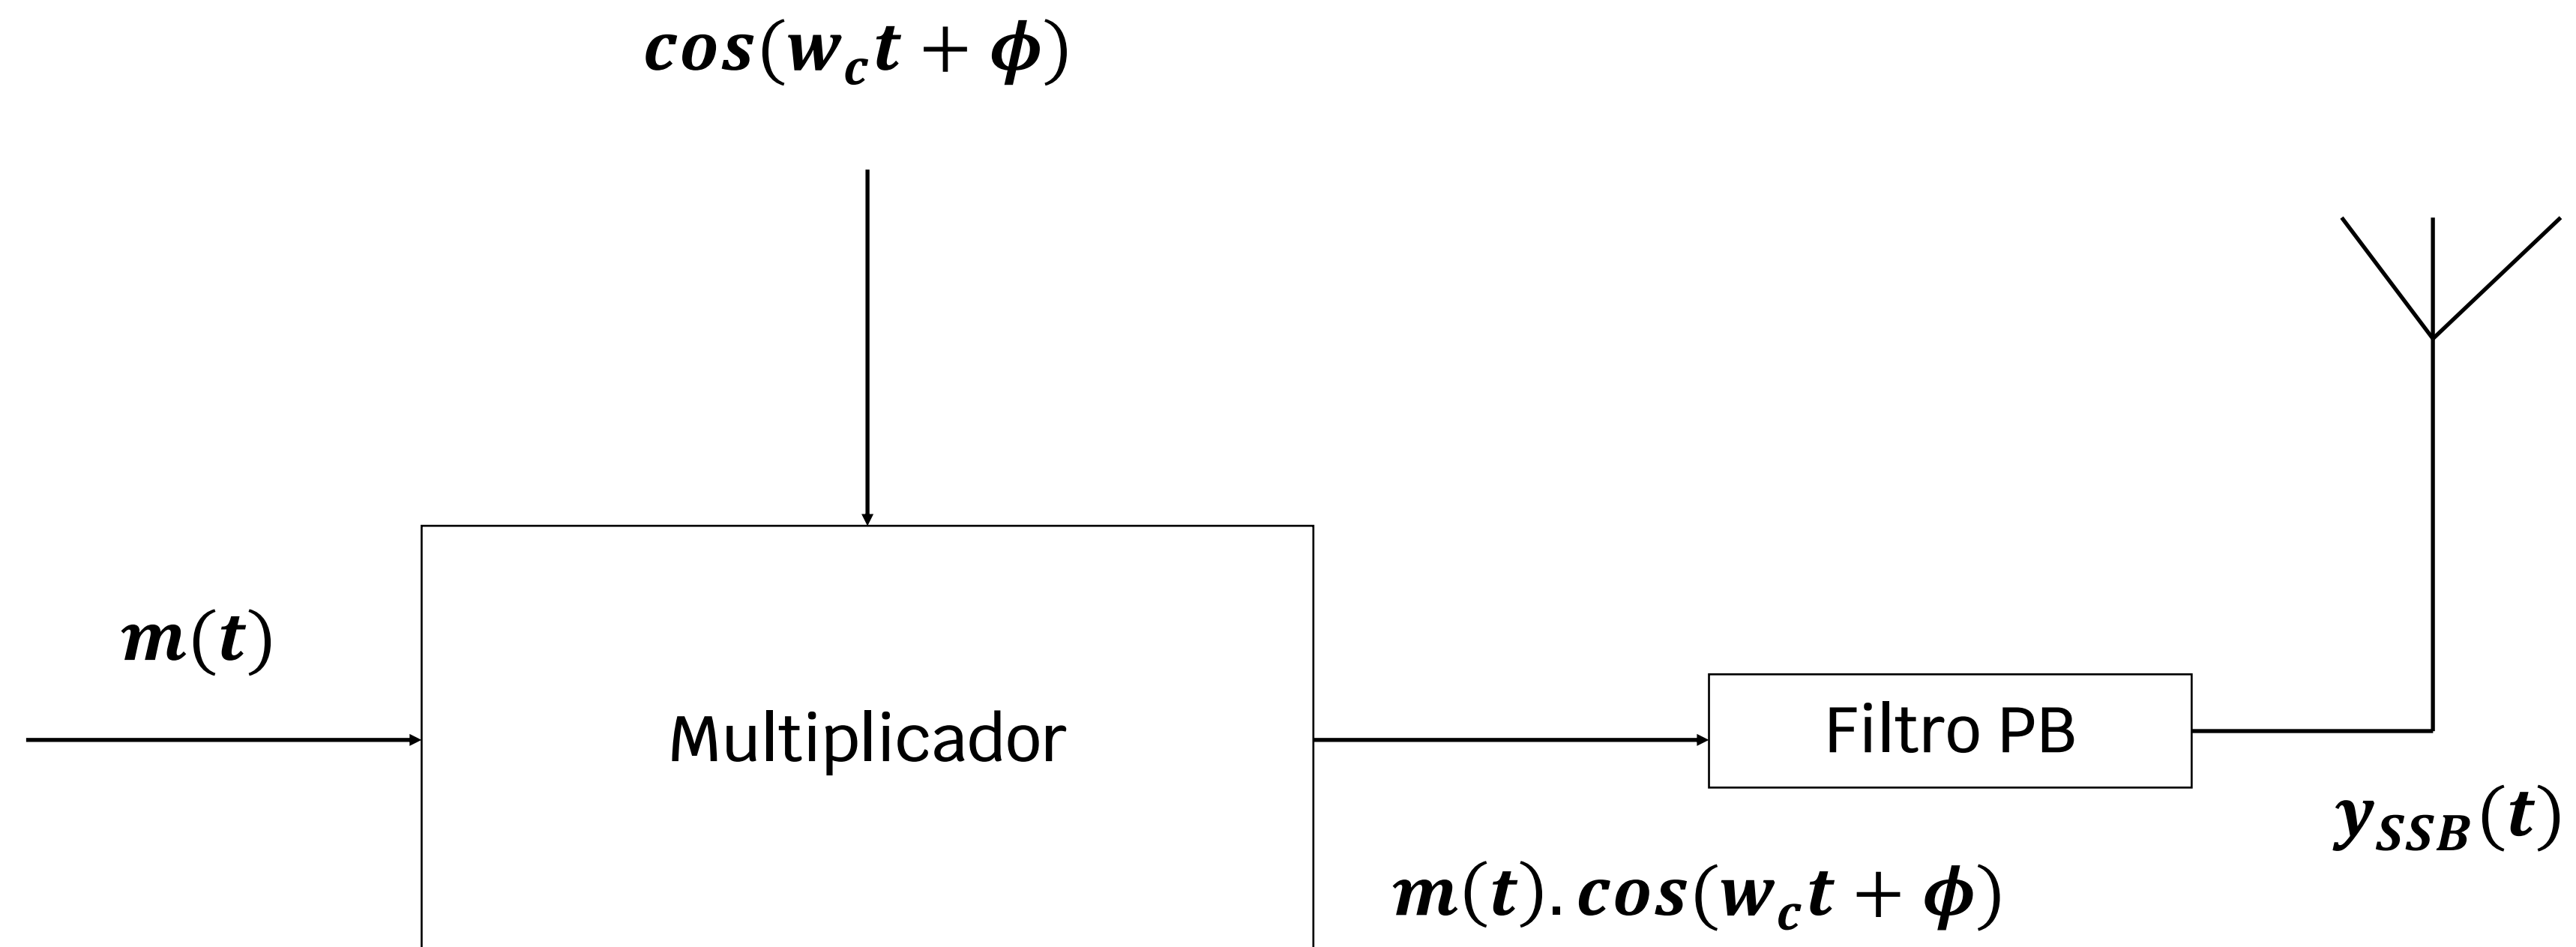 cos(w_c t + ϕ)
m(t)
Multiplicador
Filtro PB
y_SSB(t)
m(t).cos(w_c t + ϕ)